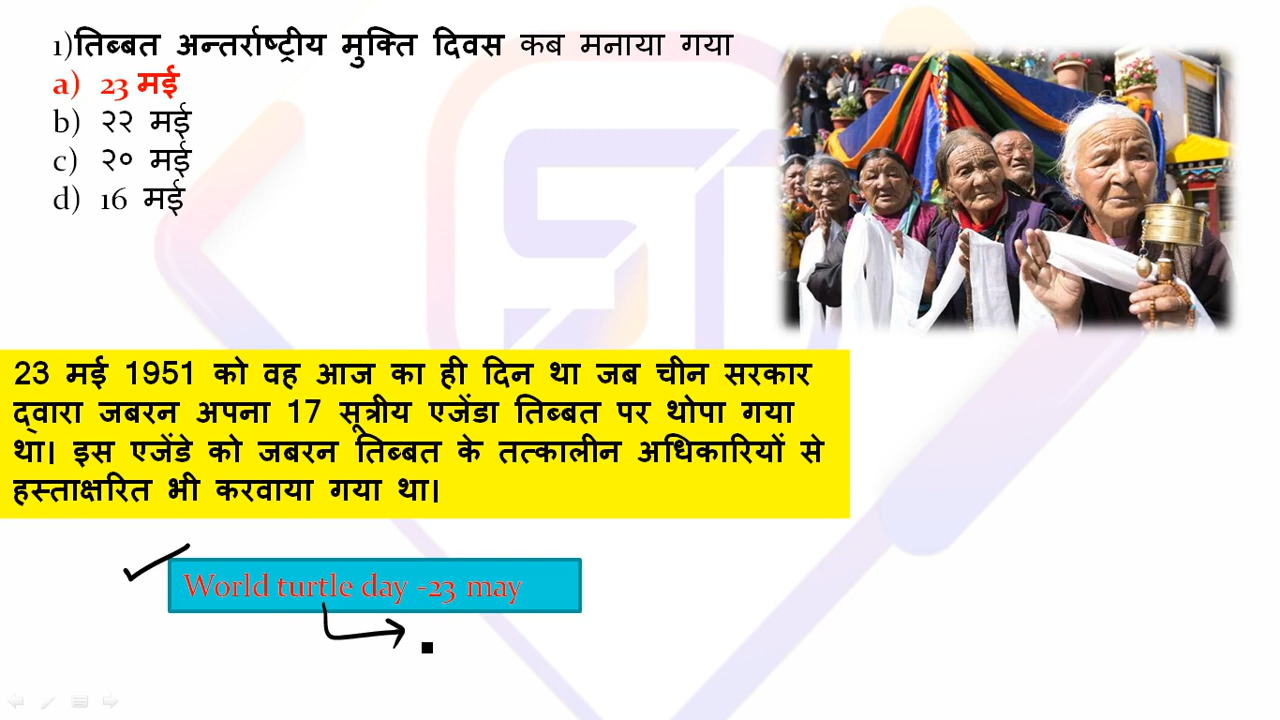 1)तिब्बत अन्तर्राष्ट्रीय मुक्ति दिवस कब मनाया गया
a) 23 मई
b) २२ मई
c) २० मई
d) 16 मई
23 मई 1951 को वह आज का ही दिन था जब चीन सरकार
द्वारा जबरन अपना 17 सूत्रीय एजेंडा तिब्बत पर थोपा गया
था। इस एजेंडे को जबरन तिब्बत के तत्कालीन अधिकारियों से
हस्ताक्षरित भी करवाया गया था।
World turtle day -23 may